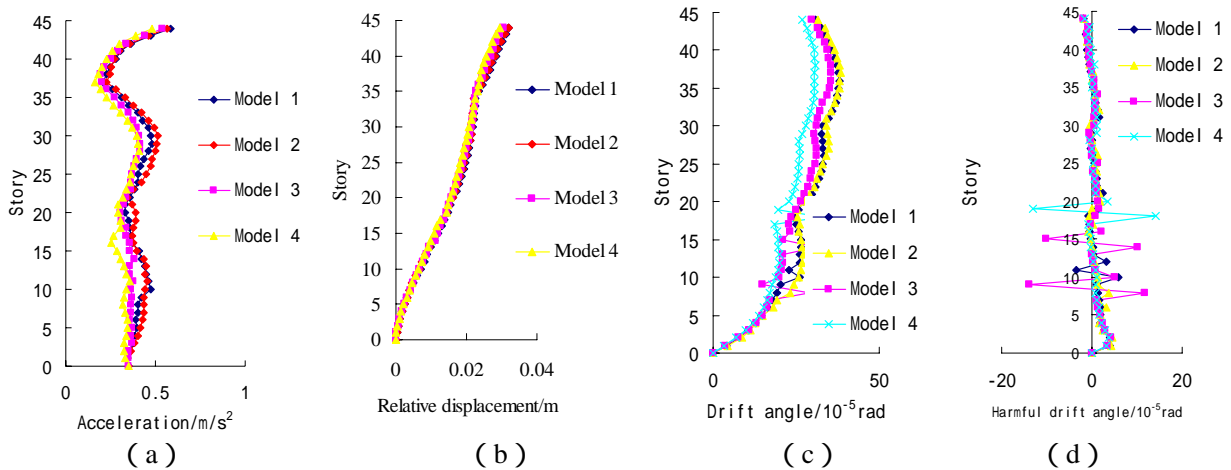 45
40
35
30
25
20
15
10
5
0
Story
0 0.5 1
Acceleration/m/s²
Model 1
Model 2
Model 3
Model 4
(a)
45
40
35
30
25
20
15
10
5
0
Story
0 0.02 0.04
Relative displacement/m
Model 1
Model 2
Model 3
Model 4
(b)
45
40
35
30
25
20
15
10
5
0
Story
0 50
Drift angle/10⁻⁵rad
Model 1
Model 2
Model 3
Model 4
(c)
45
40
35
30
25
20
15
10
5
0
Story
-20 0 20
Harmful drift angle/10⁻⁵rad
Model 1
Model 2
Model 3
Model 4
(d)